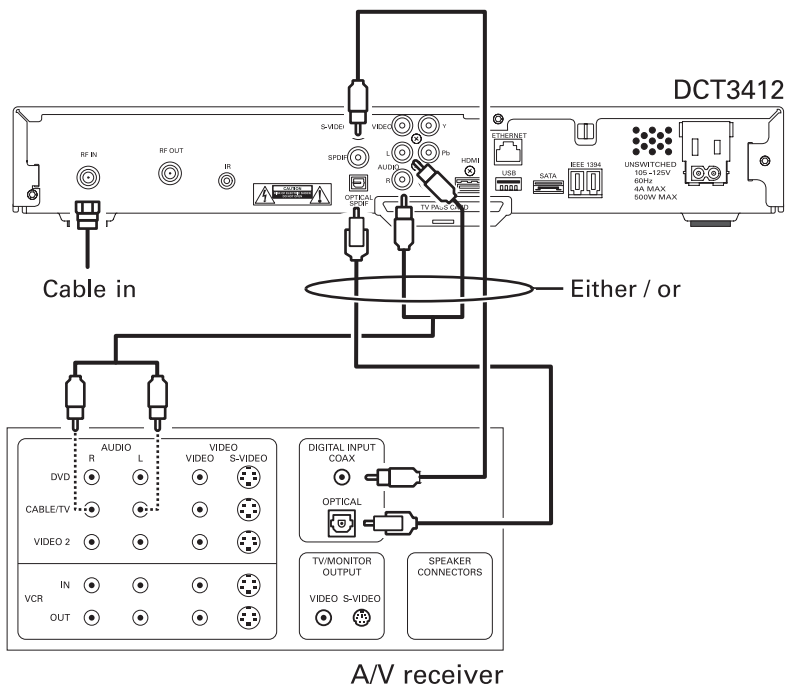 DCT3412
S-VIDEO
VIDEO
Y
RF IN
RF OUT
IR
SPDIF
L
AUDIO
R
Pb
HDMI
ETHERNET
USB
SATA
IEEE 1394
UNSWITCHED
105-125V
60Hz
4A MAX
500W MAX
CAUTION
OPTICAL
SPDIF
TV PASS CARD
Cable in
Either / or
AUDIO
R L
VIDEO
VIDEO S-VIDEO
DVD
CABLE/TV
VIDEO 2
VCR
IN
OUT
DIGITAL INPUT
COAX
OPTICAL
TV/MONITOR
OUTPUT
VIDEO S-VIDEO
SPEAKER
CONNECTORS
A/V receiver